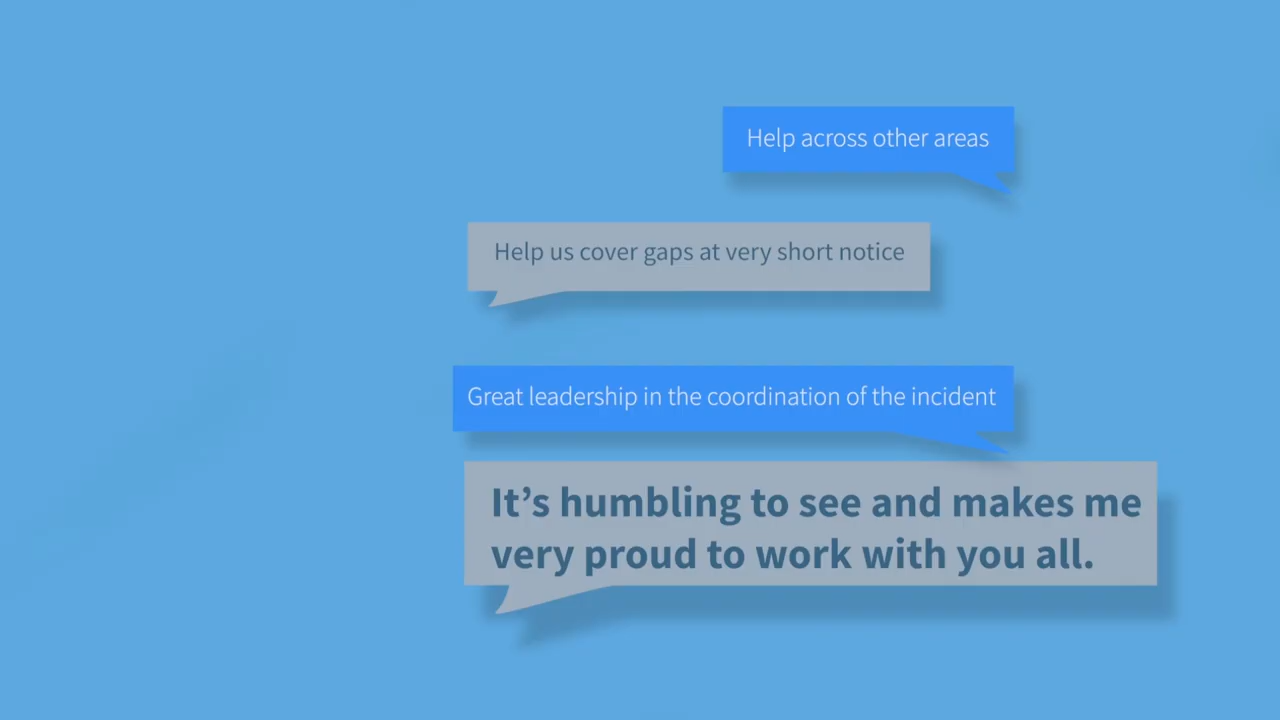 Help across other areas
Help us cover gaps at very short notice
Great leadership in the coordination of the incident
It’s humbling to see and makes me
very proud to work with you all.